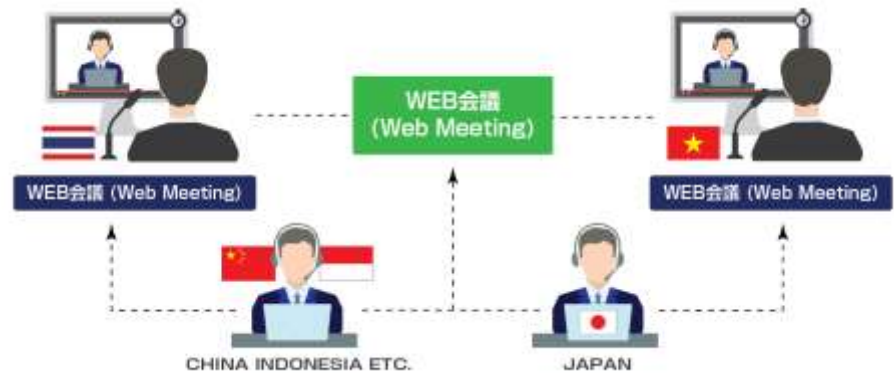 WEB会議
(Web Meeting)
WEB会議 (Web Meeting)
WEB会議 (Web Meeting)
CHINA INDONESIA ETC.
JAPAN